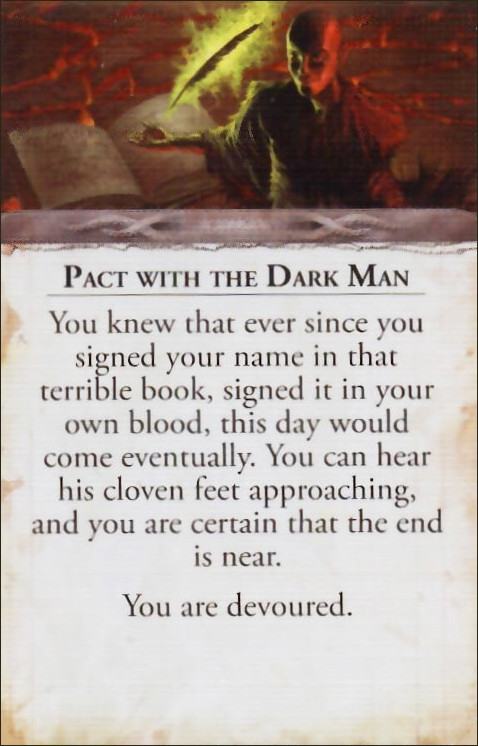 PACT WITH THE DARK MAN
You knew that ever since you
signed your name in that
terrible book, signed it in your
own blood, this day would
come eventually. You can hear
his cloven feet approaching,
and you are certain that the end
is near.
You are devoured.